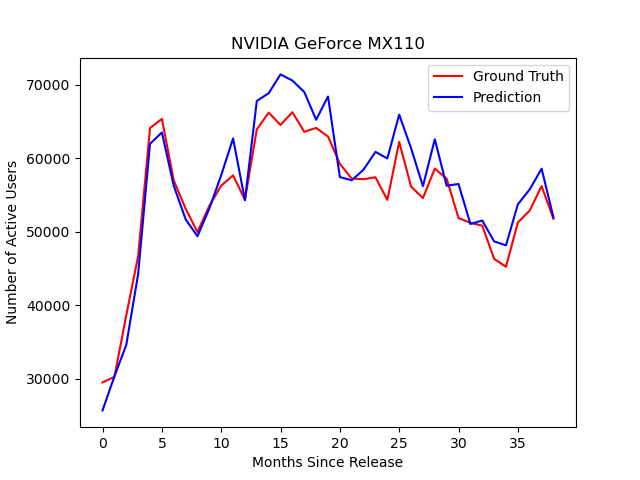 NVIDIA GeForce MX110
Ground Truth
Prediction
70000
60000
50000
40000
30000
Number of Active Users
0 5 10 15 20 25 30 35
Months Since Release